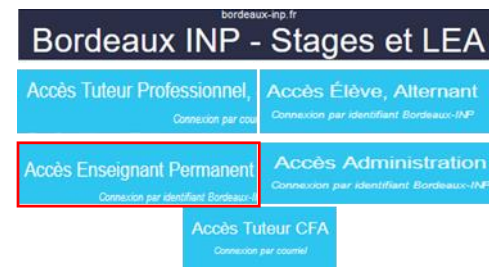 bordeaux-inp.fr
Bordeaux INP - Stages et LEA
Accès Tuteur Professionnel,
Connexion par cou
Accès Élève, Alternant
Connexion par identifiant Bordeaux-INP
Accès Enseignant Permanent
Connexion par identifiant Bordeaux-I
Accès Administration
Connexion par identifiant Bordeaux-INP
Accès Tuteur CFA
Connexion par courriel